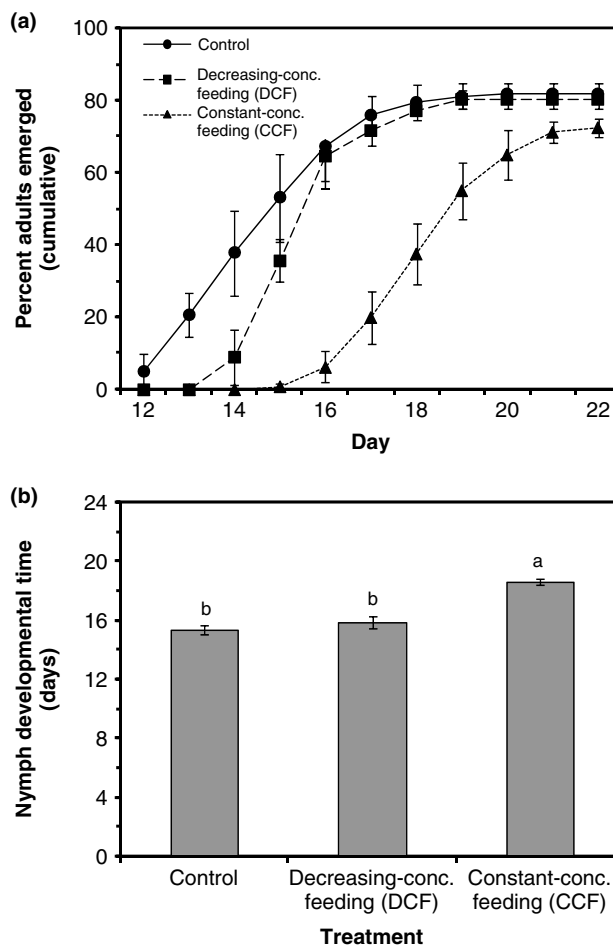 (a)
Percent adults emerged
(cumulative)
100
80
60
40
20
0
Control
Decreasing-conc.
feeding (DCF)
Constant-conc.
feeding (CCF)
12 14 16 18 20 22
Day
(b)
Nymph developmental time
(days)
24
20
16
12
8
4
0
b b a
Control Decreasing-conc. Constant-conc.
feeding (DCF) feeding (CCF)
Treatment